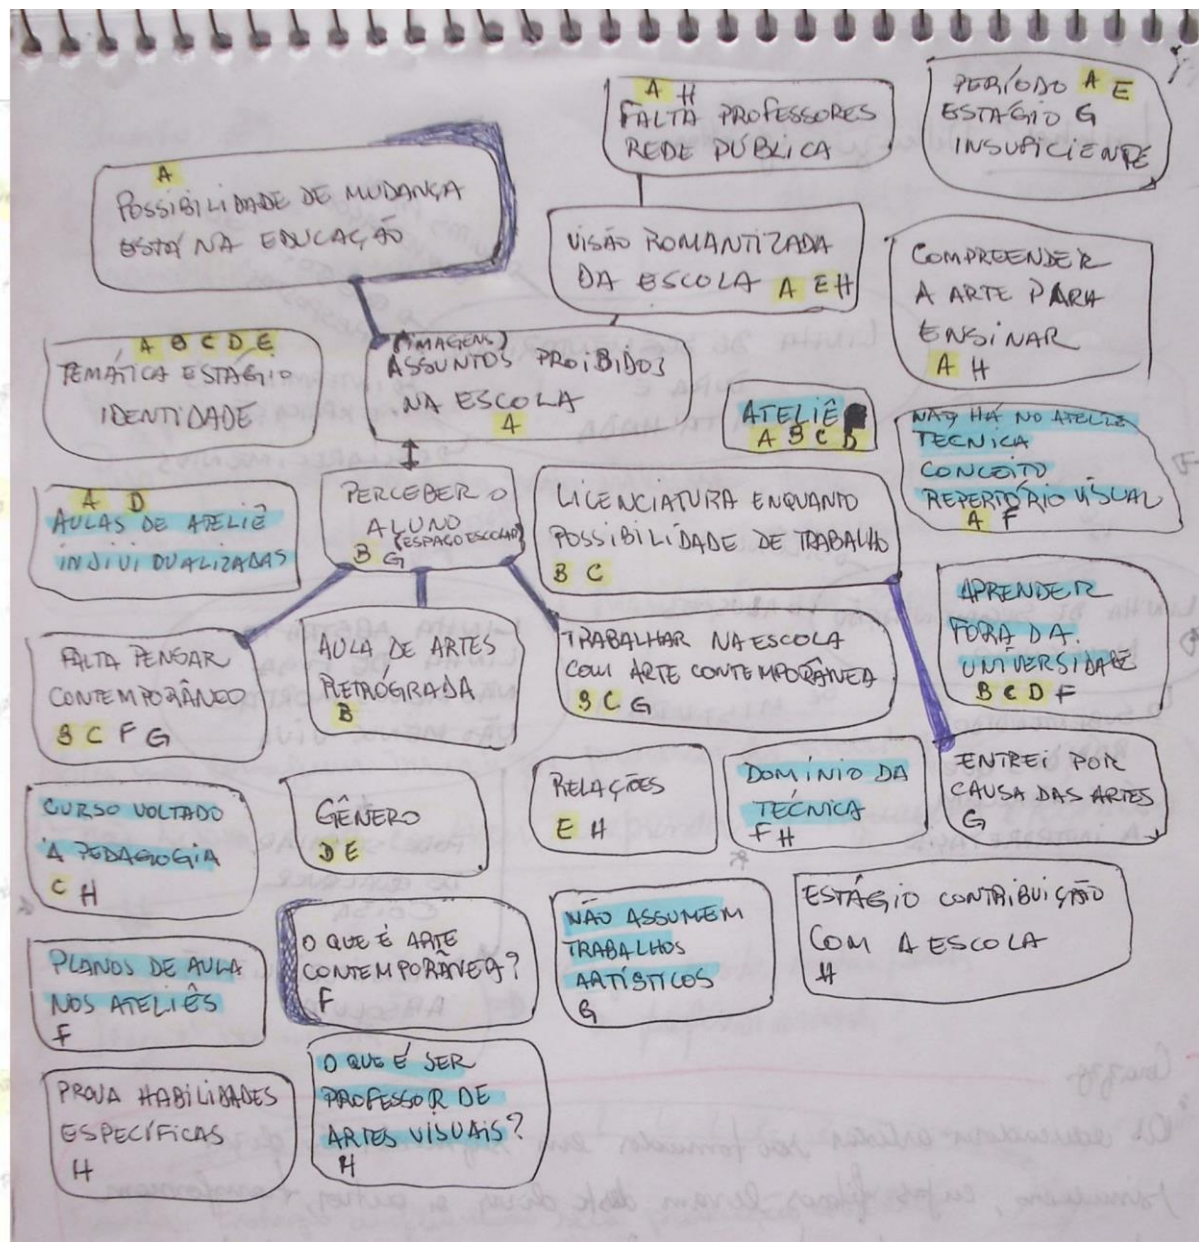 A H
FALTA PROFESSORES
REDE PÚBLICA
PERÍODO A E
ESTÁGIO G
INSUFICIENTE
A
POSSIBILIDADE DE MUDANÇA
ESTÁ NA EDUCAÇÃO
VISÃO ROMANTIZADA
DA ESCOLA A E H
COMPREENDER
A ARTE PARA
ENSINAR
A H
A B C D E
TEMÁTICA ESTÁGIO
IDENTIDADE
(IMAGENS)
ASSUNTOS PROIBIDOS
NA ESCOLA
A
ATELIÊ
A B C D
NÃO HÁ NO ATELIÊ
TECNICA
CONCEITO
REPERTÓRIO VISUAL
A F
A D
AULAS DE ATELIÊ
INDIVIDUALIZADAS
PERCEBER O
ALUNO
(ESPAÇO ESCOLAR)
B G
LICENCIATURA ENQUANTO
POSSIBILIDADE DE TRABALHO
B C
APRENDER
FORA DA
UNIVERSIDADE
B C D F
FALTA PENSAR
CONTEMPORÂNEO
B C F G
AULA DE ARTES
RETRÓGRADA
B
TRABALHAR NA ESCOLA
COM ARTE CONTEMPORÂNEA
B C G
CURSO VOLTADO
A PEDAGOGIA
C H
GÊNERO
D E
RELAÇÕES
E H
DOMÍNIO DA
TÉCNICA
F H
ENTREI POR
CAUSA DAS ARTES
G
PLANOS DE AULA
NOS ATELIÊS
F
O QUE É ARTE
CONTEMPORÂNEA?
F
NÃO ASSUMEM
TRABALHOS
ARTÍSTICOS
G
ESTÁGIO CONTRIBUIÇÃO
COM A ESCOLA
H
PROVA HABILIDADES
ESPECÍFICAS
H
O QUE É SER
PROFESSOR DE
ARTES VISUAIS?
H